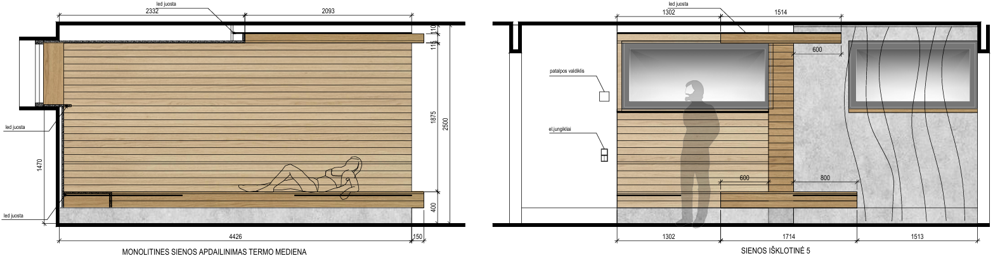 led juosta
2332
2093
110
115
1875
2500
led juosta
1470
400
led juosta
4426
150
MONOLITINES SIENOS APDAILINIMAS TERMO MEDIENA
led juosta
1302
1514
600
patalpos valdiklis
el.jungikliai
600
800
1302
1714
1513
SIENOS IŠKLOTINĖ 5